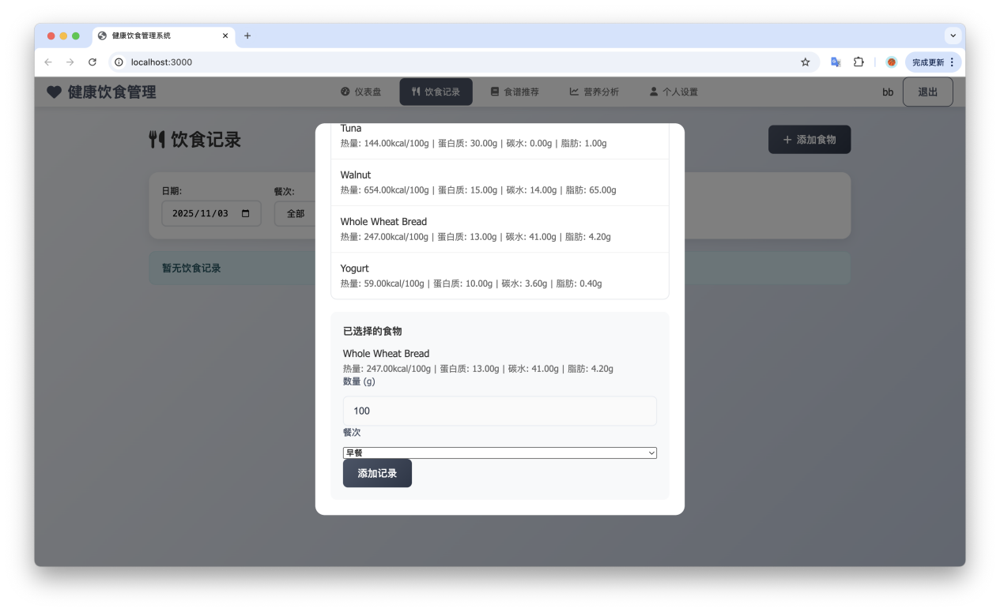 健康饮食管理系统
localhost:3000
完成更新
健康饮食管理
仪表盘
饮食记录
食谱推荐
营养分析
个人设置
bb
退出
饮食记录
添加食物
日期:
餐次:
2025/11/03
全部
暂无饮食记录
Tuna
热量: 144.00kcal/100g | 蛋白质: 30.00g | 碳水: 0.00g | 脂肪: 1.00g
Walnut
热量: 654.00kcal/100g | 蛋白质: 15.00g | 碳水: 14.00g | 脂肪: 65.00g
Whole Wheat Bread
热量: 247.00kcal/100g | 蛋白质: 13.00g | 碳水: 41.00g | 脂肪: 4.20g
Yogurt
热量: 59.00kcal/100g | 蛋白质: 10.00g | 碳水: 3.60g | 脂肪: 0.40g
已选择的食物
Whole Wheat Bread
热量: 247.00kcal/100g | 蛋白质: 13.00g | 碳水: 41.00g | 脂肪: 4.20g
数量 (g)
100
餐次
早餐
添加记录